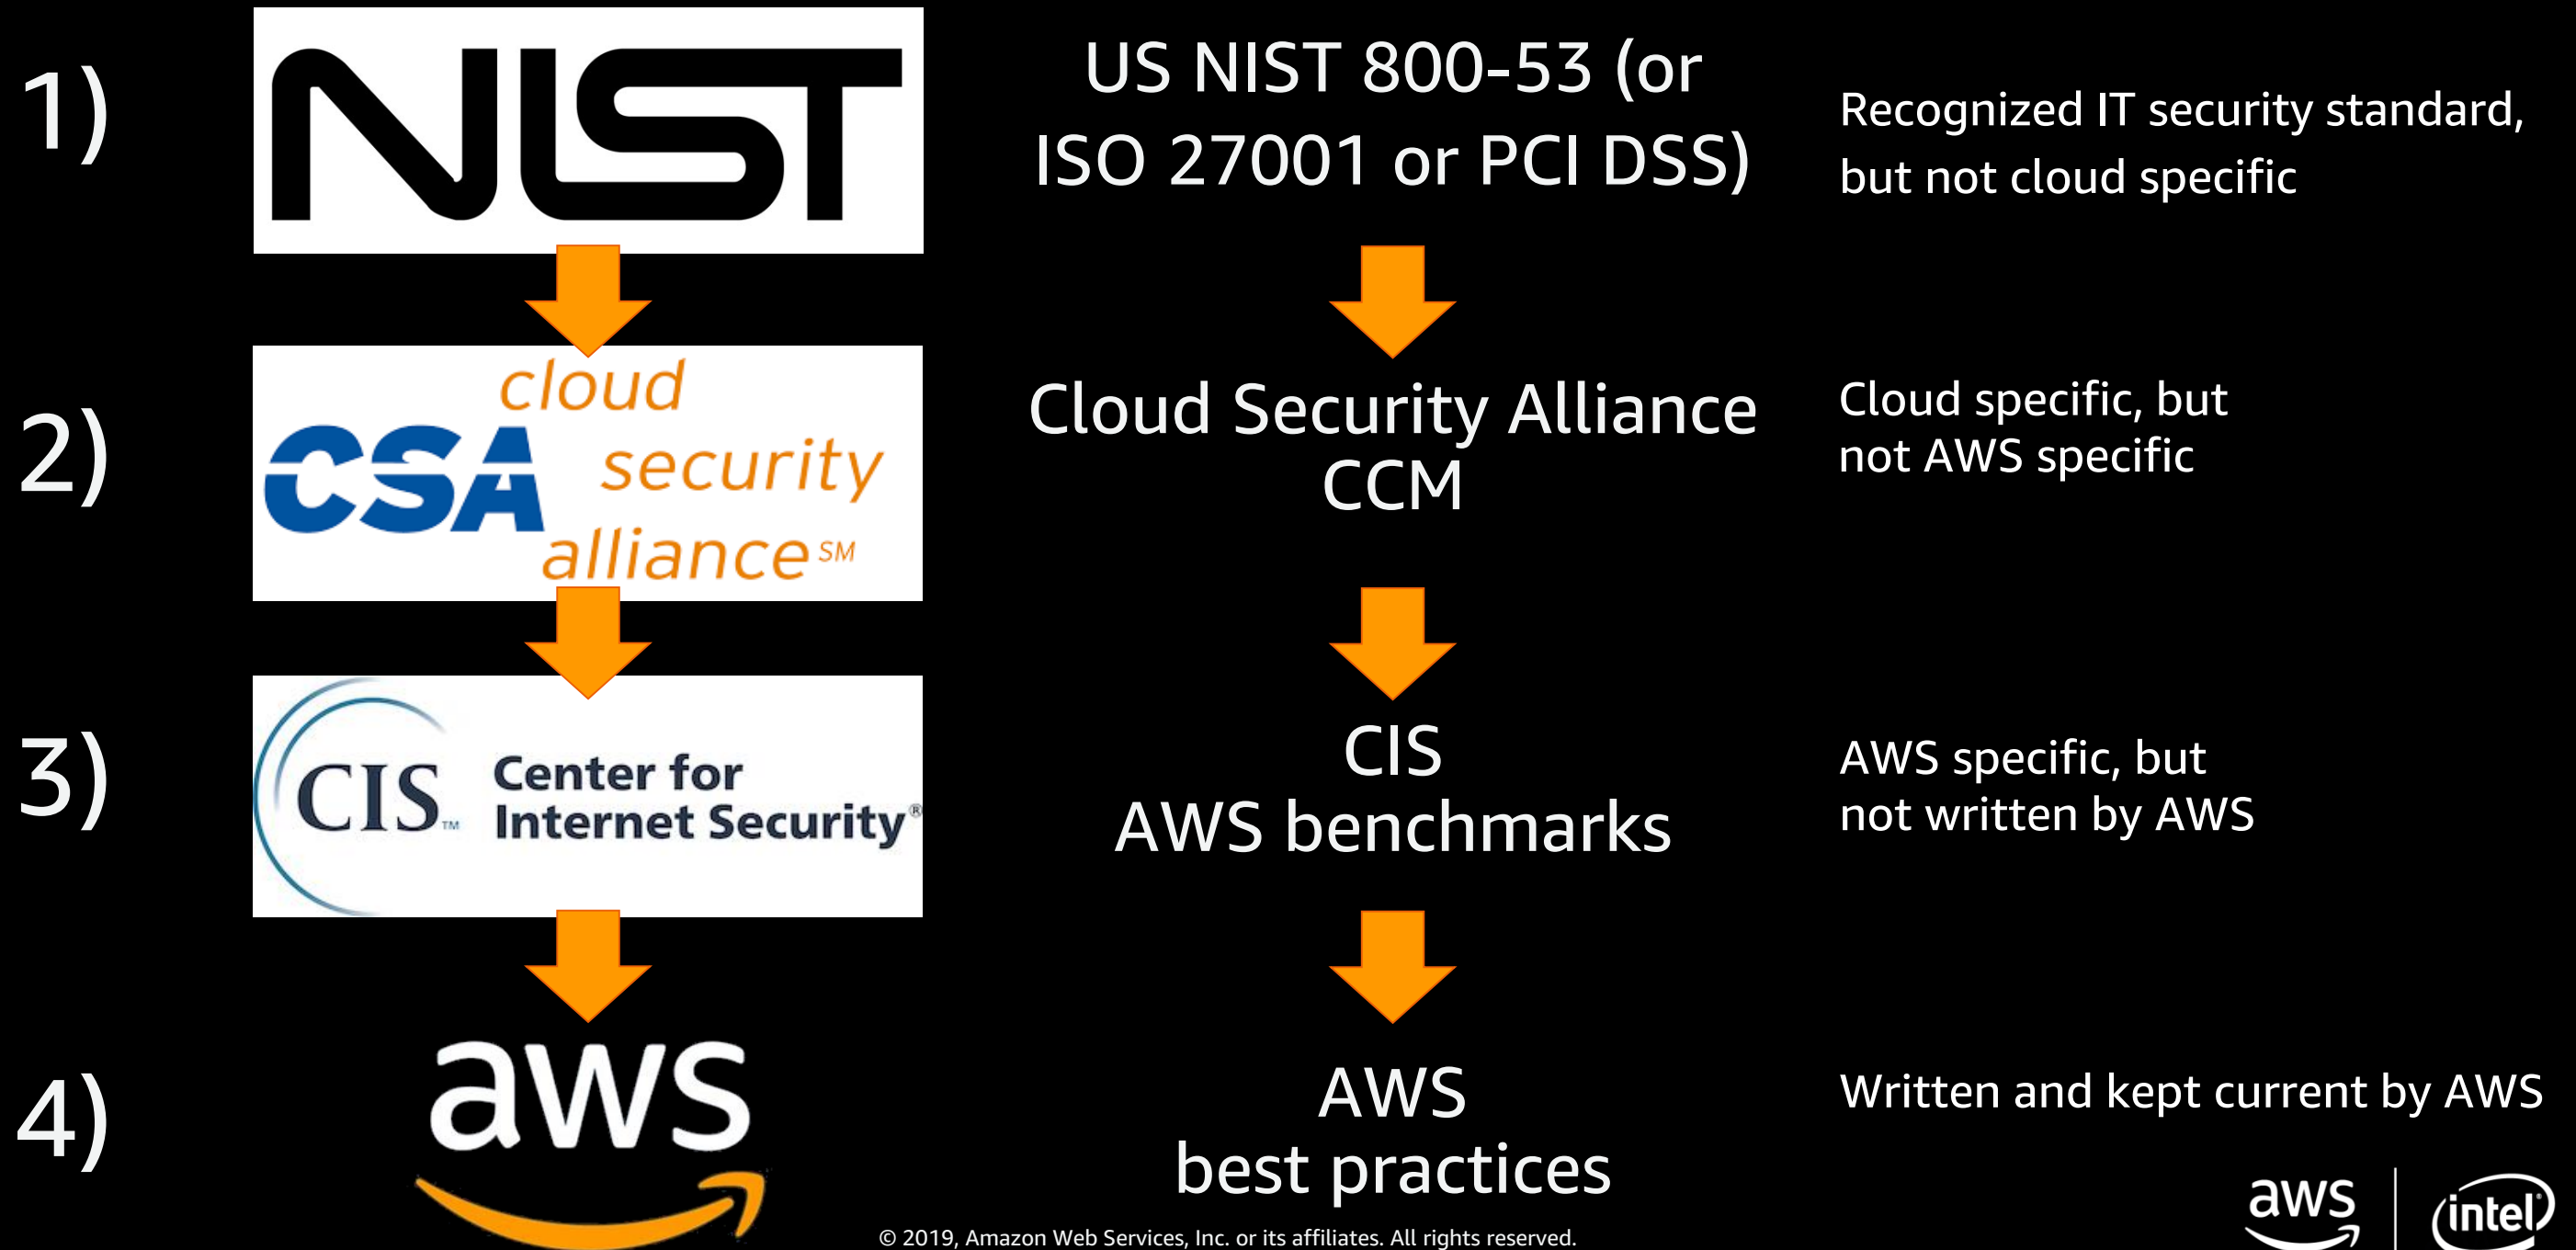 1)
NIST
US NIST 800-53 (or
ISO 27001 or PCI DSS)
Recognized IT security standard,
but not cloud specific
2)
cloud
CSA security
alliance SM
Cloud Security Alliance
CCM
Cloud specific, but
not AWS specific
3)
CIS™ Center for
Internet Security®
CIS
AWS benchmarks
AWS specific, but
not written by AWS
4)
aws
AWS
best practices
Written and kept current by AWS
© 2019, Amazon Web Services, Inc. or its affiliates. All rights reserved.
aws
intel®